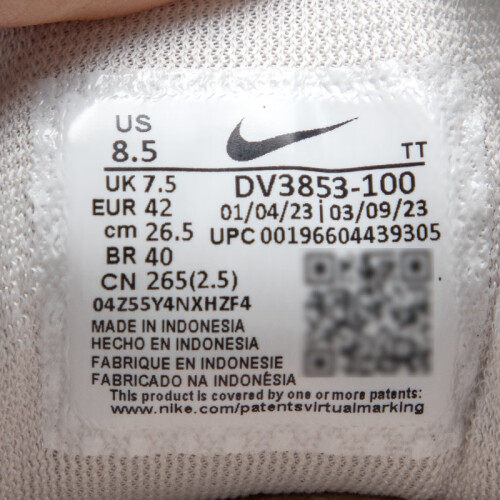 US
8.5
TT
UK 7.5
DV3853-100
EUR 42
01/04/23 | 03/09/23
cm 26.5
UPC 00196604439305
BR 40
CN 265(2.5)
04Z55Y4NXHZF4
MADE IN INDONESIA
HECHO EN INDONESIA
FABRIQUE EN INDONESIE
FABRICADO NA INDONÉSIA
This product is covered by one or more patents:
www.nike.com/patentsvirtualmarking